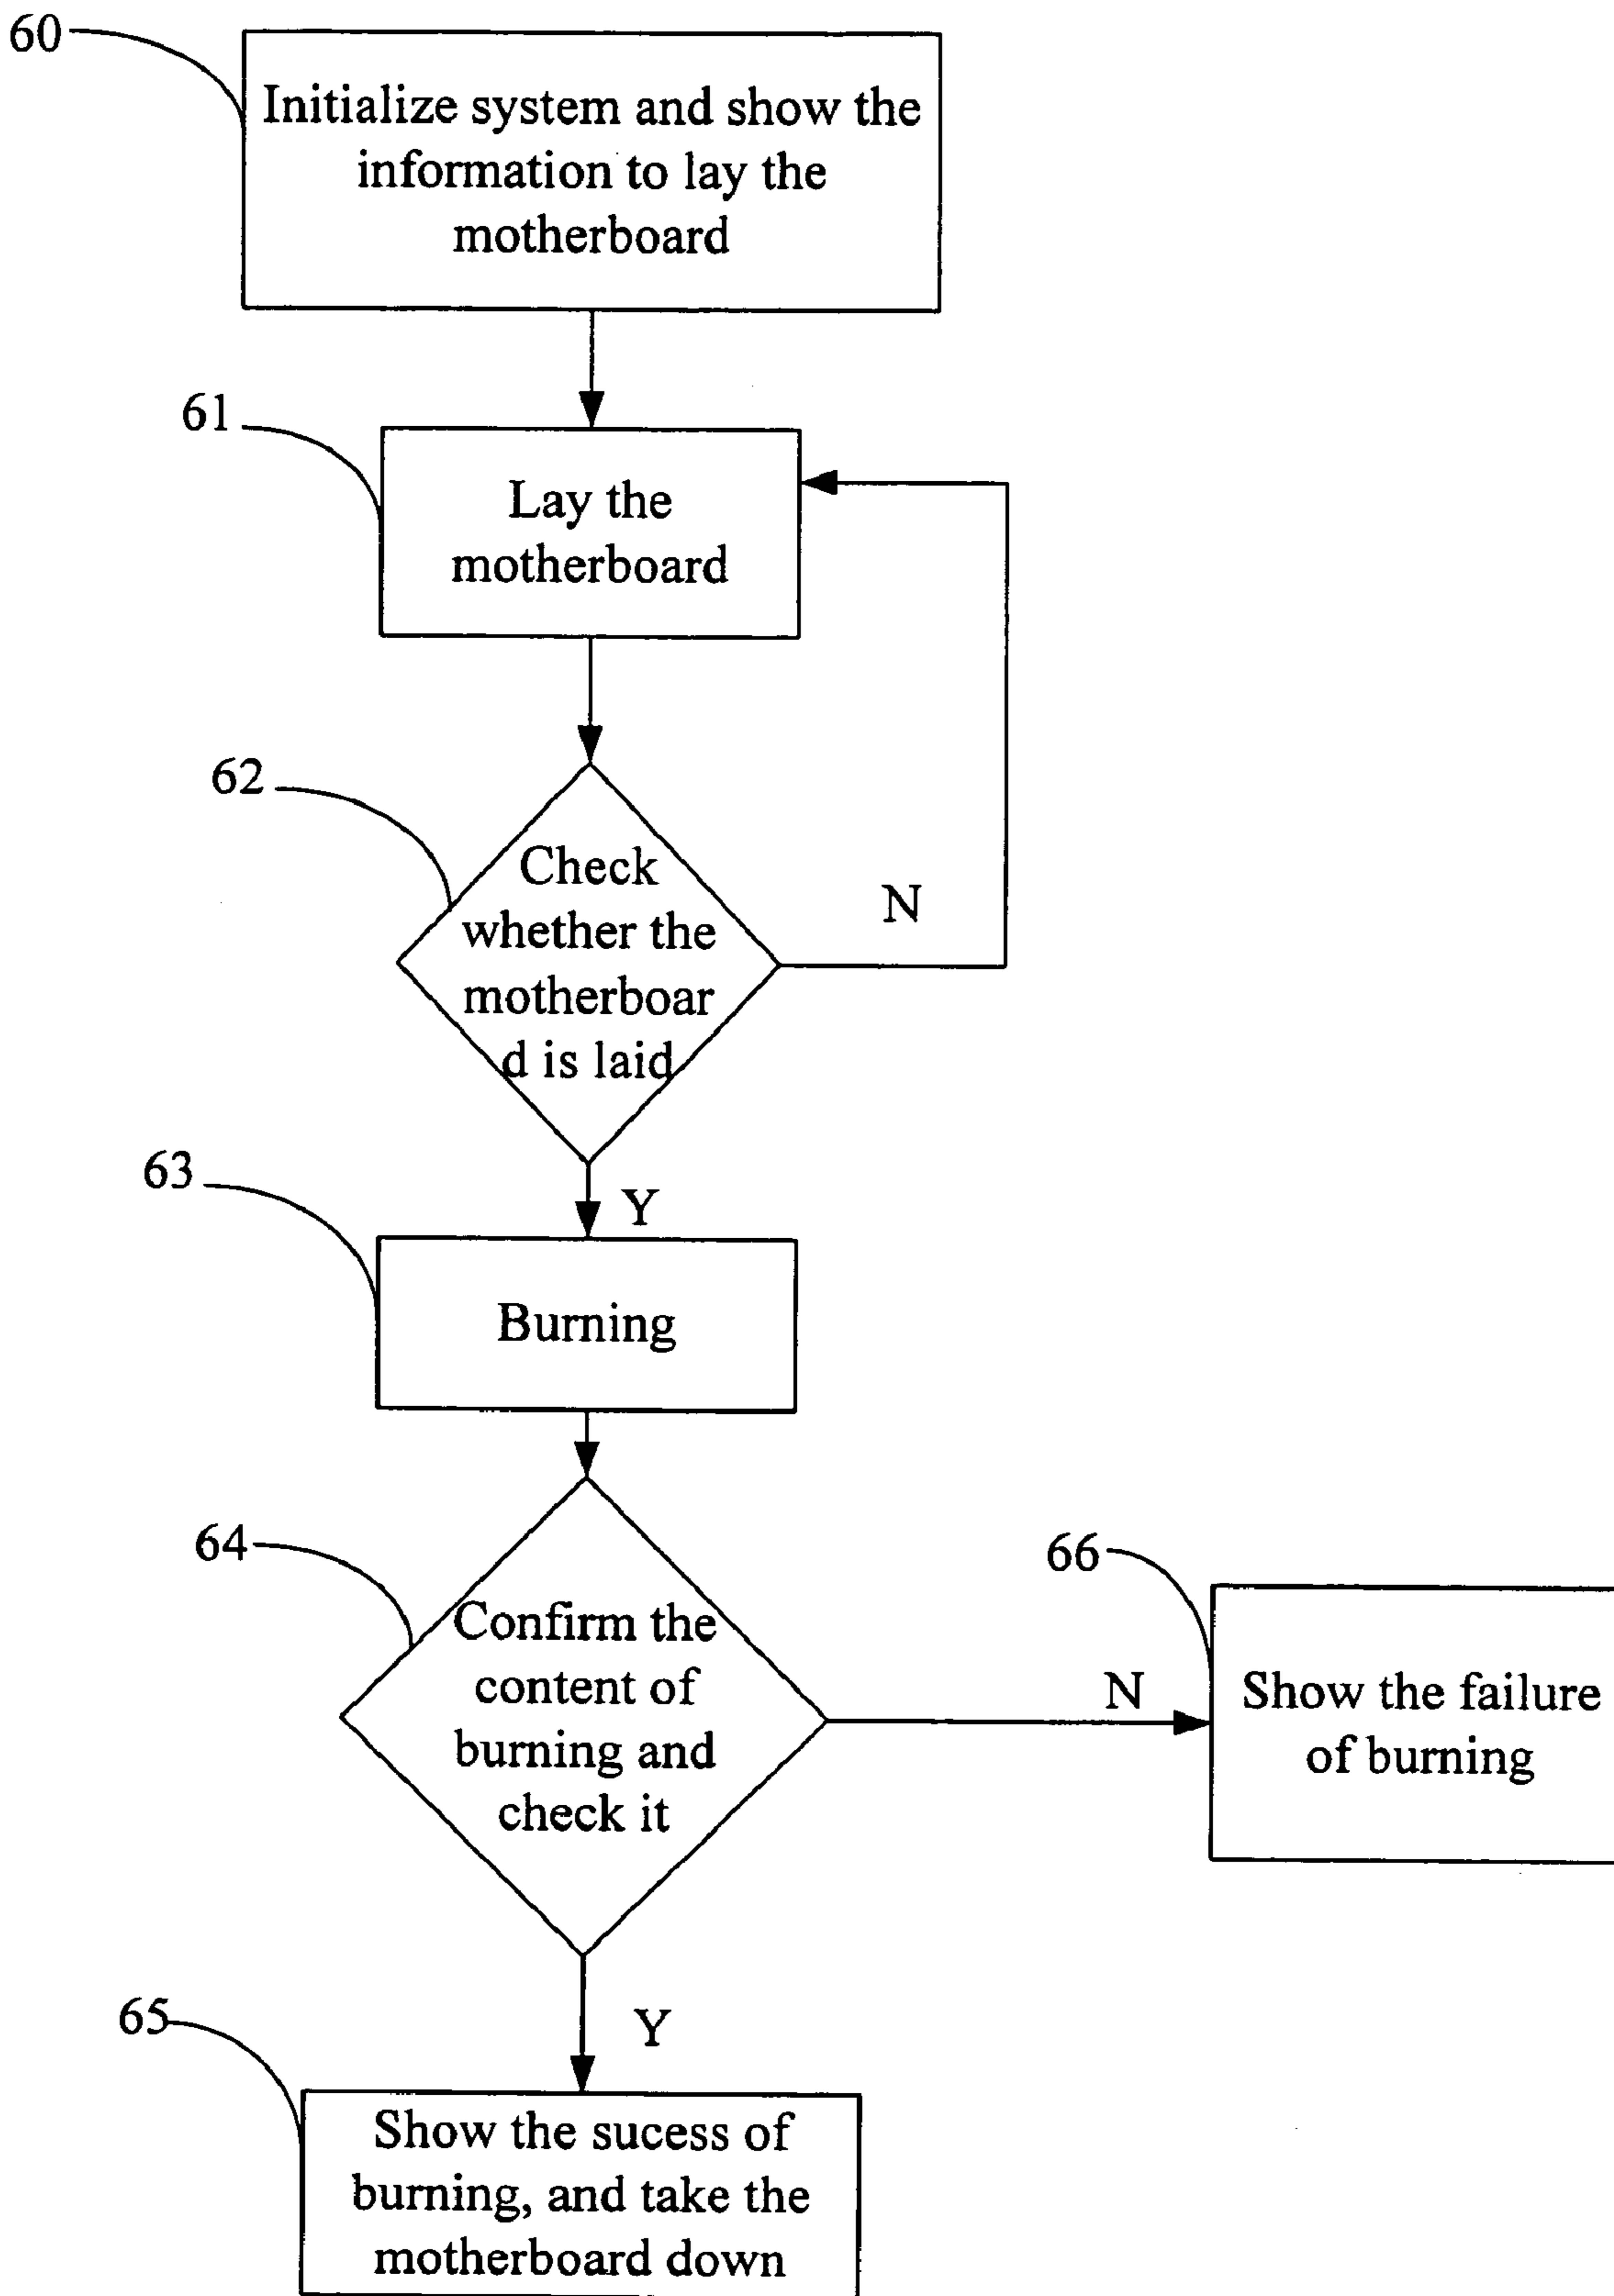 60
Initialize system and show the
information to lay the
motherboard
61
Lay the
motherboard
62
Check
whether the
motherboar
d is laid
N
Y
63
Burning
64
Confirm the
content of
burning and
check it
N
66
Show the failure
of burning
Y
65
Show the sucess of
burning, and take the
motherboard down